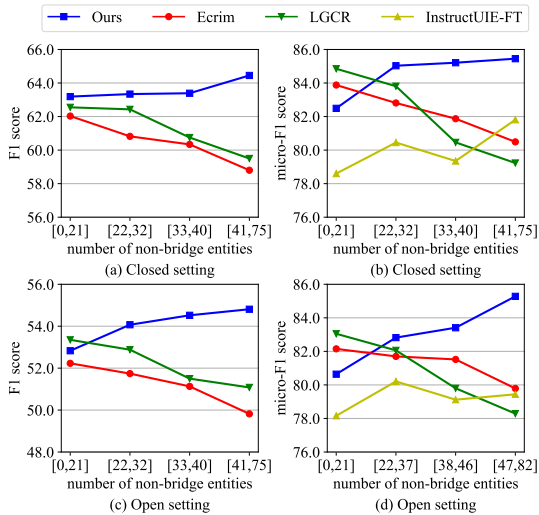 Ours Ecrim LGCR InstructUIE-FT
66.0
64.0
62.0
60.0
58.0
56.0
F1 score
[0,21] [22,32] [33,40] [41,75]
number of non-bridge entities
(a) Closed setting
86.0
84.0
82.0
80.0
78.0
76.0
micro-F1 score
[0,21] [22,32] [33,40] [41,75]
number of non-bridge entities
(b) Closed setting
56.0
54.0
52.0
50.0
48.0
F1 score
[0,21] [22,32] [33,40] [41,75]
number of non-bridge entities
(c) Open setting
86.0
84.0
82.0
80.0
78.0
76.0
micro-F1 score
[0,21] [22,37] [38,46] [47,82]
number of non-bridge entities
(d) Open setting